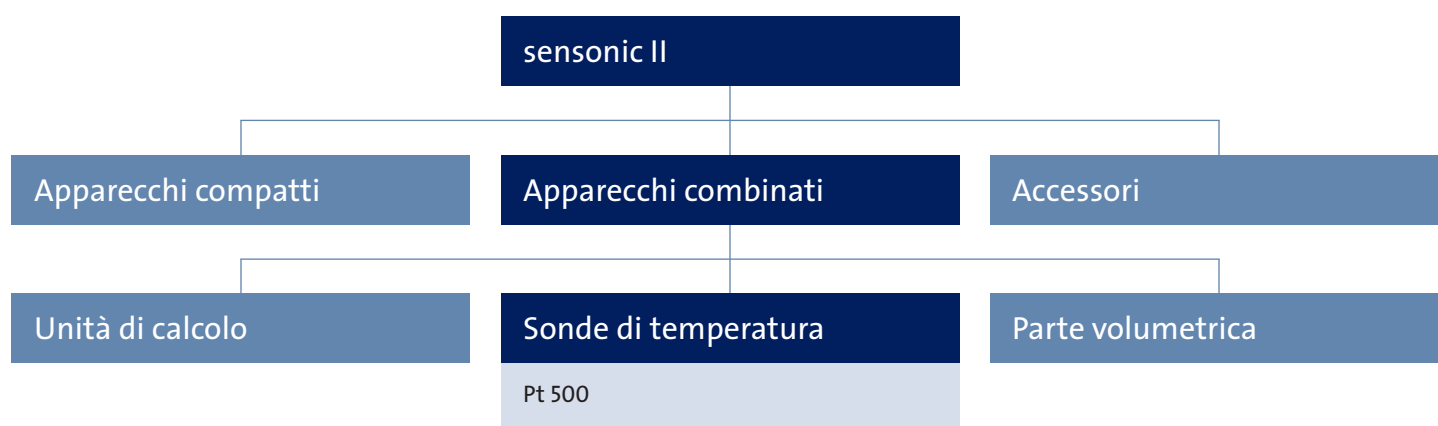 sensonic II
Apparecchi compatti
Apparecchi combinati
Accessori
Unità di calcolo
Sonde di temperatura
Parte volumetrica
Pt 500